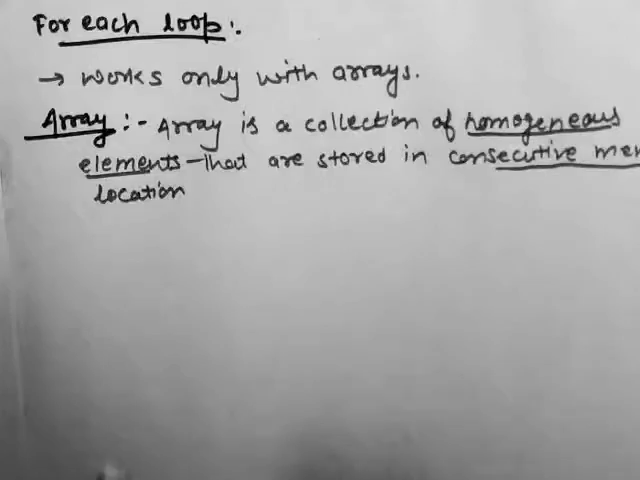 For each loop:
→ works only with arrays.
Array :- Array is a collection of homogeneous
elements that are stored in consecutive
location